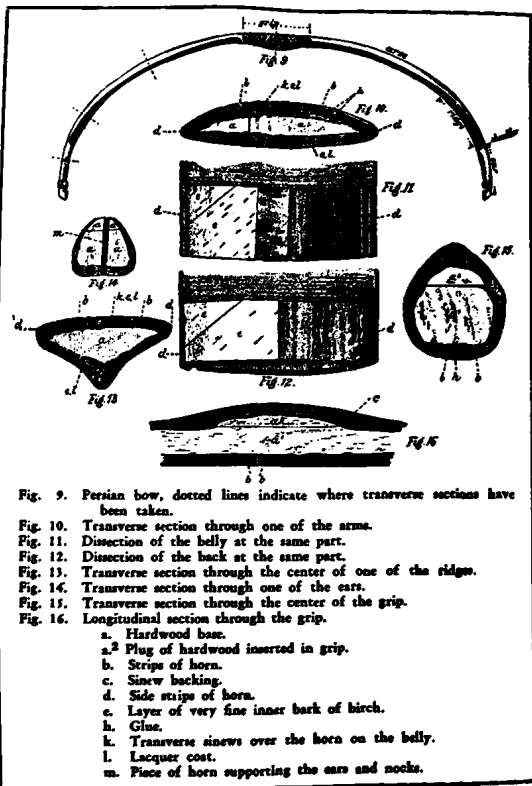 grip
Fig. 9
arm
b
k.e.l
b
h
Fig. 10.
d
a
a
d
e.l.
Fig. 11
d
d
m
a
a
Fig. 14
Fig. 15.
a²
b
k.e.l
b
d
d
a
e.l
Fig. 13
d
e
d
d
Fig. 12.
b
h
b
c
a²
a
Fig. 16
b
b
Fig. 9. Persian bow, dotted lines indicate where transverse sections have
been taken.
Fig. 10. Transverse section through one of the arms.
Fig. 11. Dissection of the belly at the same part.
Fig. 12. Dissection of the back at the same part.
Fig. 13. Transverse section through the center of one of the ridges.
Fig. 14. Transverse section through one of the ears.
Fig. 15. Transverse section through the center of the grip.
Fig. 16. Longitudinal section through the grip.
a. Hardwood base.
a.² Plug of hardwood inserted in grip.
b. Strips of horn.
c. Sinew backing.
d. Side strips of horn.
e. Layer of very fine inner bark of birch.
h. Glue.
k. Transverse sinews over the horn on the belly.
l. Lacquer coat.
m. Piece of horn supporting the ears and nocks.